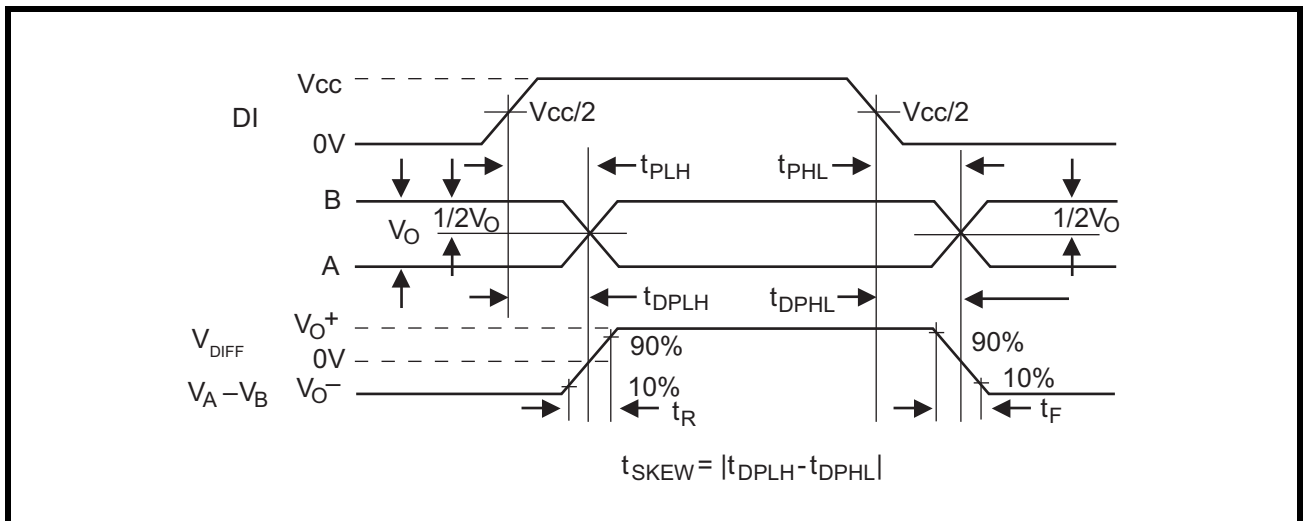 Vcc
DI
Vcc/2
Vcc/2
0V
tPLH
tPHL
B
VO
1/2VO
1/2VO
A
tDPLH
tDPHL
VO+
VDIFF
0V
90%
90%
VA –VB
VO–
10%
10%
tR
tF
tSKEW = |tDPLH - tDPHL|